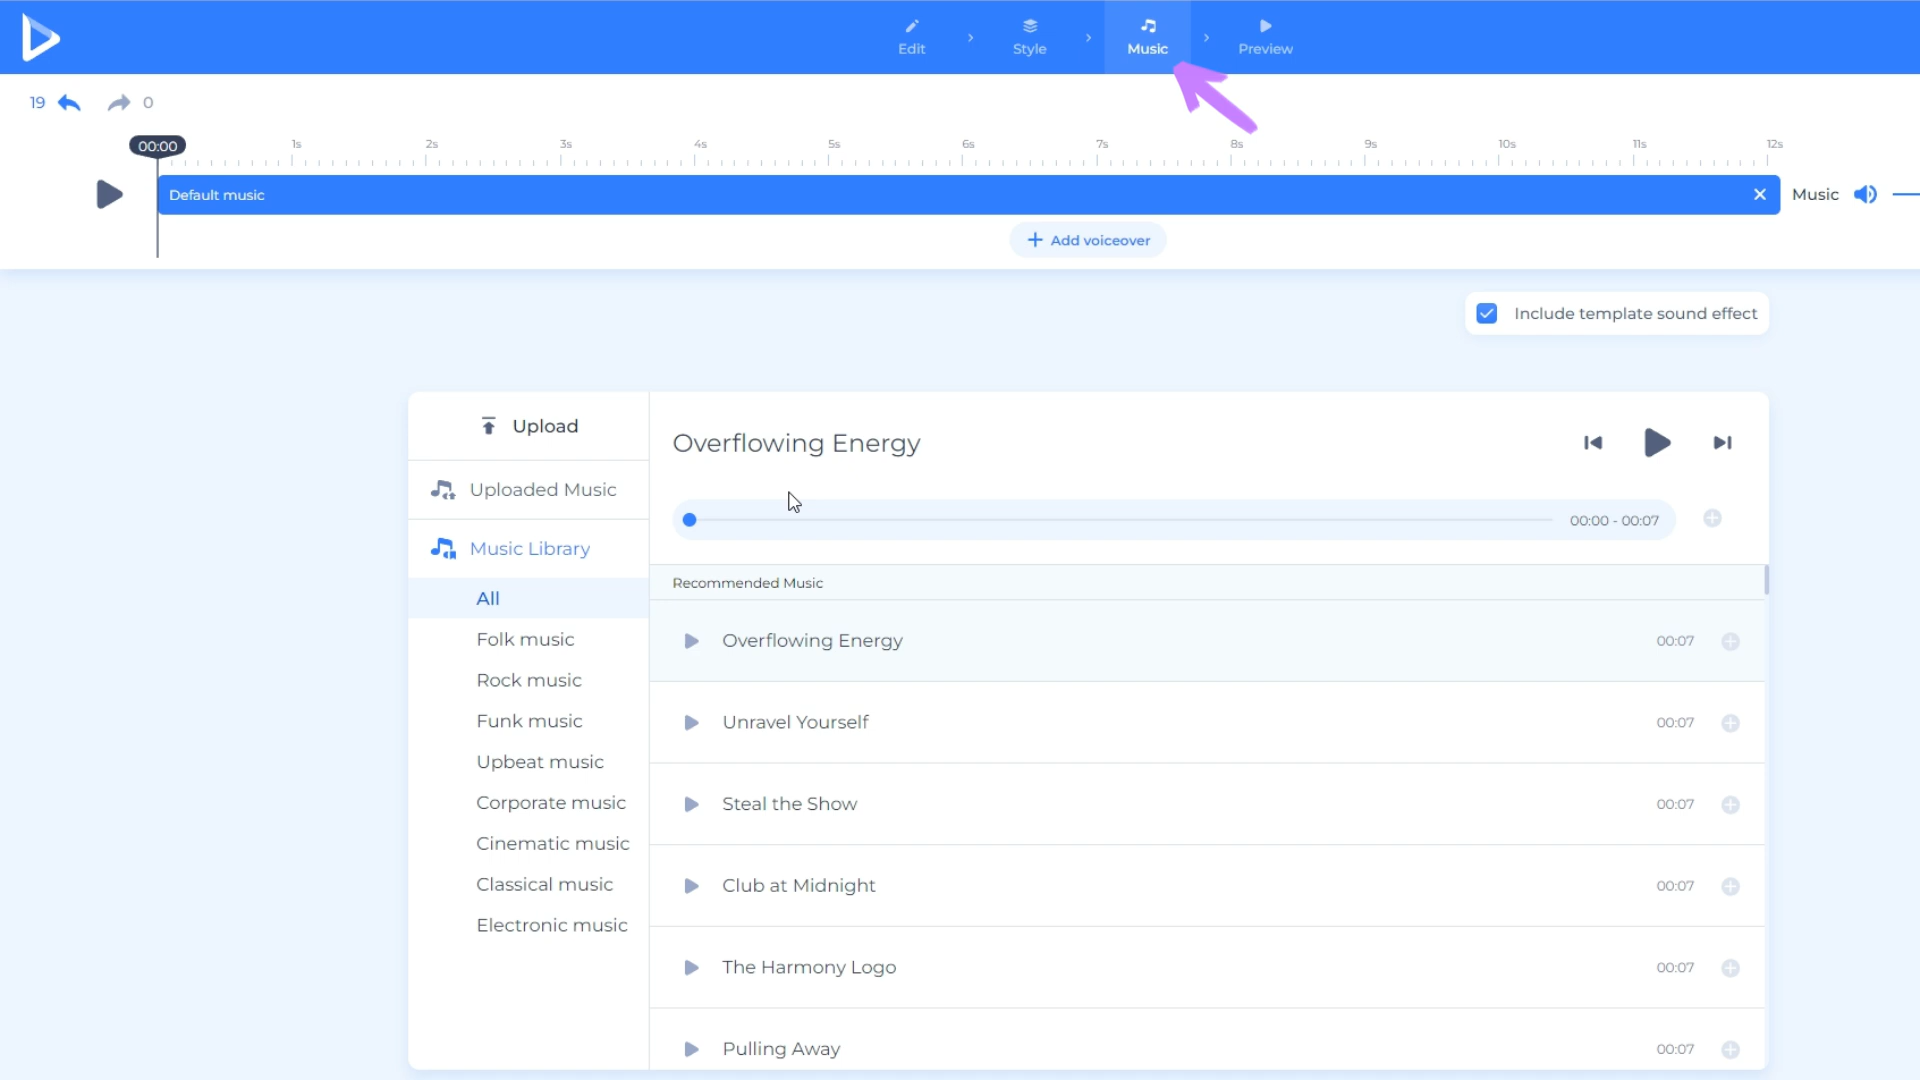 Edit
Style
Music
Preview
19
0
00:00
1s 2s 3s 4s 5s 6s 7s 8s 9s 10s 11s 12s
Default music
Music
+ Add voiceover
Include template sound effect
Upload
Uploaded Music
Music Library
All
Folk music
Rock music
Funk music
Upbeat music
Corporate music
Cinematic music
Classical music
Electronic music
Overflowing Energy
00:00 - 00:07
Recommended Music
Overflowing Energy 00:07
Unravel Yourself 00:07
Steal the Show 00:07
Club at Midnight 00:07
The Harmony Logo 00:07
Pulling Away 00:07